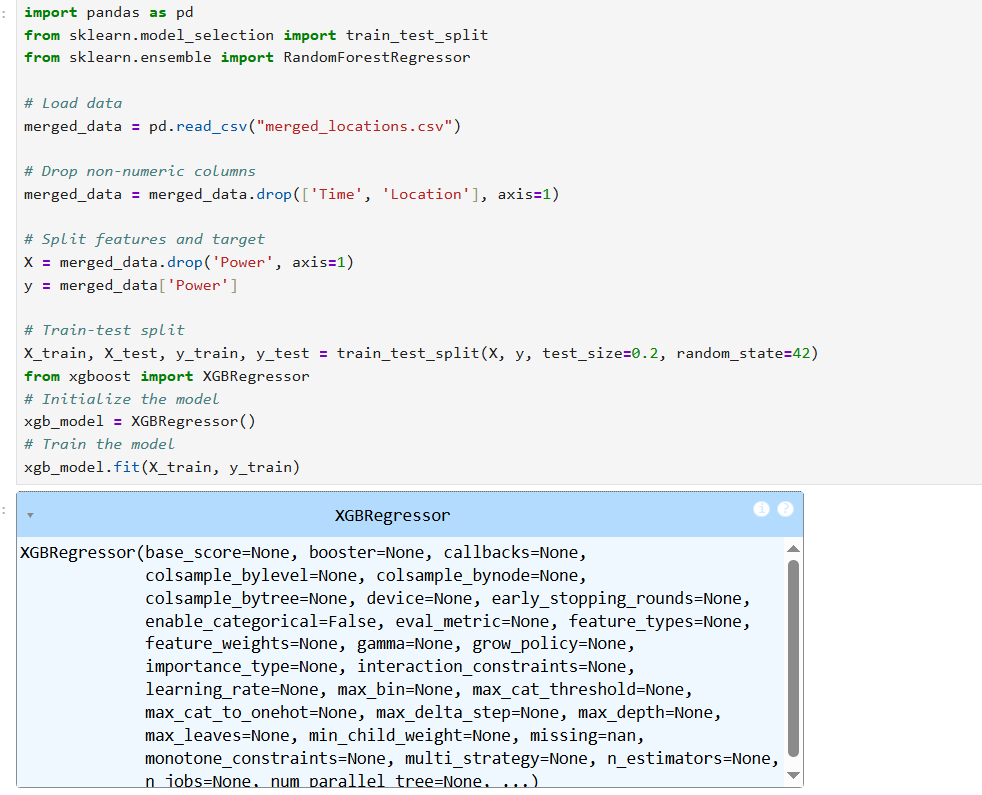 import pandas as pd
from sklearn.model_selection import train_test_split
from sklearn.ensemble import RandomForestRegressor
# Load data
merged_data = pd.read_csv("merged_locations.csv")
# Drop non-numeric columns
merged_data = merged_data.drop(['Time', 'Location'], axis=1)
# Split features and target
X = merged_data.drop('Power', axis=1)
y = merged_data['Power']
# Train-test split
X_train, X_test, y_train, y_test = train_test_split(X, y, test_size=0.2, random_state=42)
from xgboost import XGBRegressor
# Initialize the model
xgb_model = XGBRegressor()
# Train the model
xgb_model.fit(X_train, y_train)
XGBRegressor
XGBRegressor(base_score=None, booster=None, callbacks=None,
colsample_bylevel=None, colsample_bynode=None,
colsample_bytree=None, device=None, early_stopping_rounds=None,
enable_categorical=False, eval_metric=None, feature_types=None,
feature_weights=None, gamma=None, grow_policy=None,
importance_type=None, interaction_constraints=None,
learning_rate=None, max_bin=None, max_cat_threshold=None,
max_cat_to_onehot=None, max_delta_step=None, max_depth=None,
max_leaves=None, min_child_weight=None, missing=nan,
monotone_constraints=None, multi_strategy=None, n_estimators=None,
n_jobs=None, num_parallel_tree=None, ...)